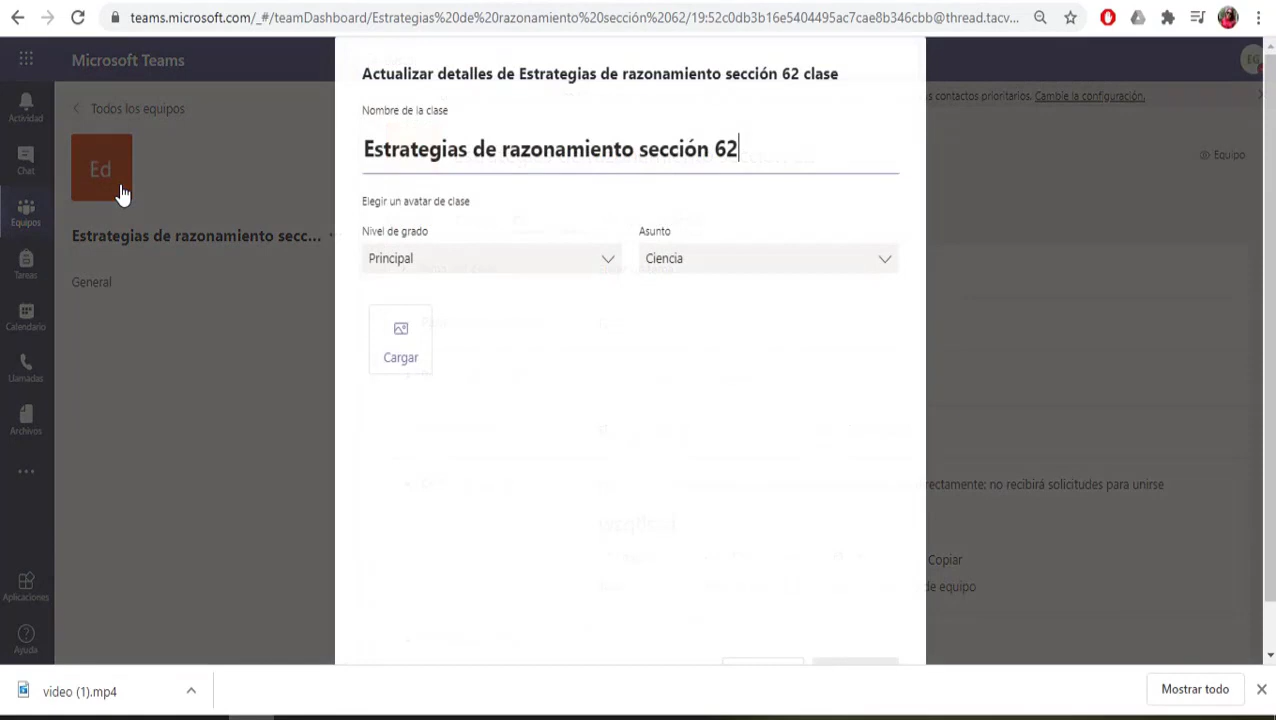 teams.microsoft.com/_#/teamDashboard/Estrategias%20de%20razonamiento%20sección%2062/19:52c0db3b16e5404495ac7cae8b346cbb@thread.tacv...
Microsoft Teams
EG
Actualizar detalles de Estrategias de razonamiento sección 62 clase
Actividad
Todos los equipos
Nombre de la clase
contactos prioritarios. Cambie la configuración.
Estrategias de razonamiento sección 62
Chat
Ed
Equipo
Equipos
Elegir un avatar de clase
Estrategias de razonamiento secc... ...
Nivel de grado
Asunto
Principal
Ciencia
Tareas
General
Calendario
Cargar
Llamadas
Archivos
directamente; no recibirá solicitudes para unirse
Copiar
de equipo
Aplicaciones
Ayuda
video (1).mp4
Mostrar todo